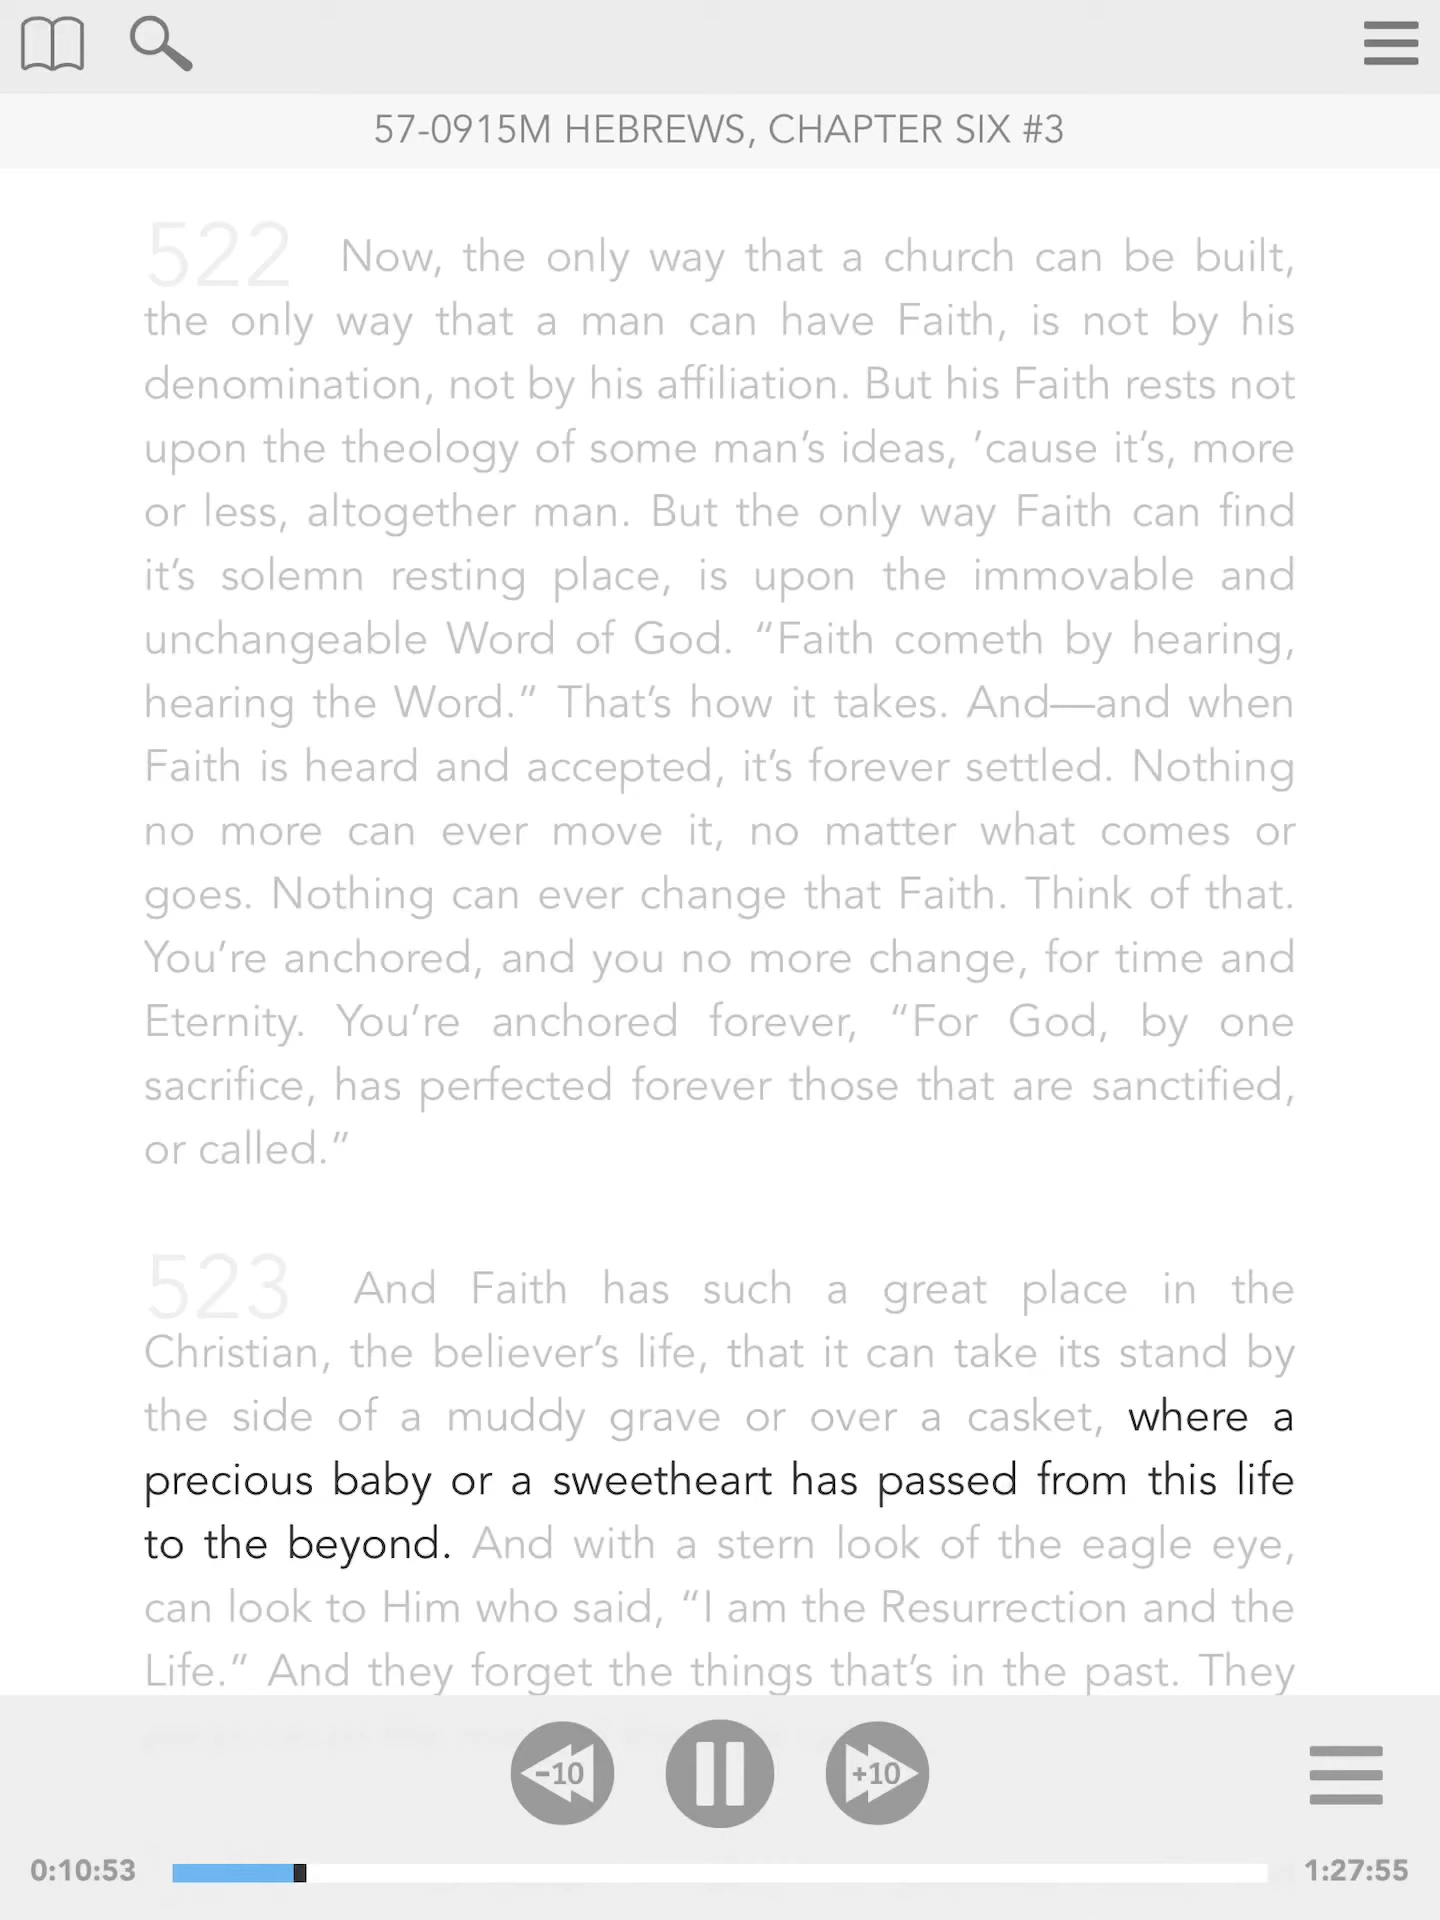 57-0915M HEBREWS, CHAPTER SIX #3
522 Now, the only way that a church can be built,
the only way that a man can have Faith, is not by his
denomination, not by his affiliation. But his Faith rests not
upon the theology of some man’s ideas, ’cause it’s, more
or less, altogether man. But the only way Faith can find
it’s solemn resting place, is upon the immovable and
unchangeable Word of God. “Faith cometh by hearing,
hearing the Word.” That’s how it takes. And—and when
Faith is heard and accepted, it’s forever settled. Nothing
no more can ever move it, no matter what comes or
goes. Nothing can ever change that Faith. Think of that.
You’re anchored, and you no more change, for time and
Eternity. You’re anchored forever, “For God, by one
sacrifice, has perfected forever those that are sanctified,
or called.”
523 And Faith has such a great place in the
Christian, the believer’s life, that it can take its stand by
the side of a muddy grave or over a casket, where a
precious baby or a sweetheart has passed from this life
to the beyond. And with a stern look of the eagle eye,
can look to Him who said, “I am the Resurrection and the
Life.” And they forget the things that’s in the past. They
-10 +10
0:10:53 1:27:55